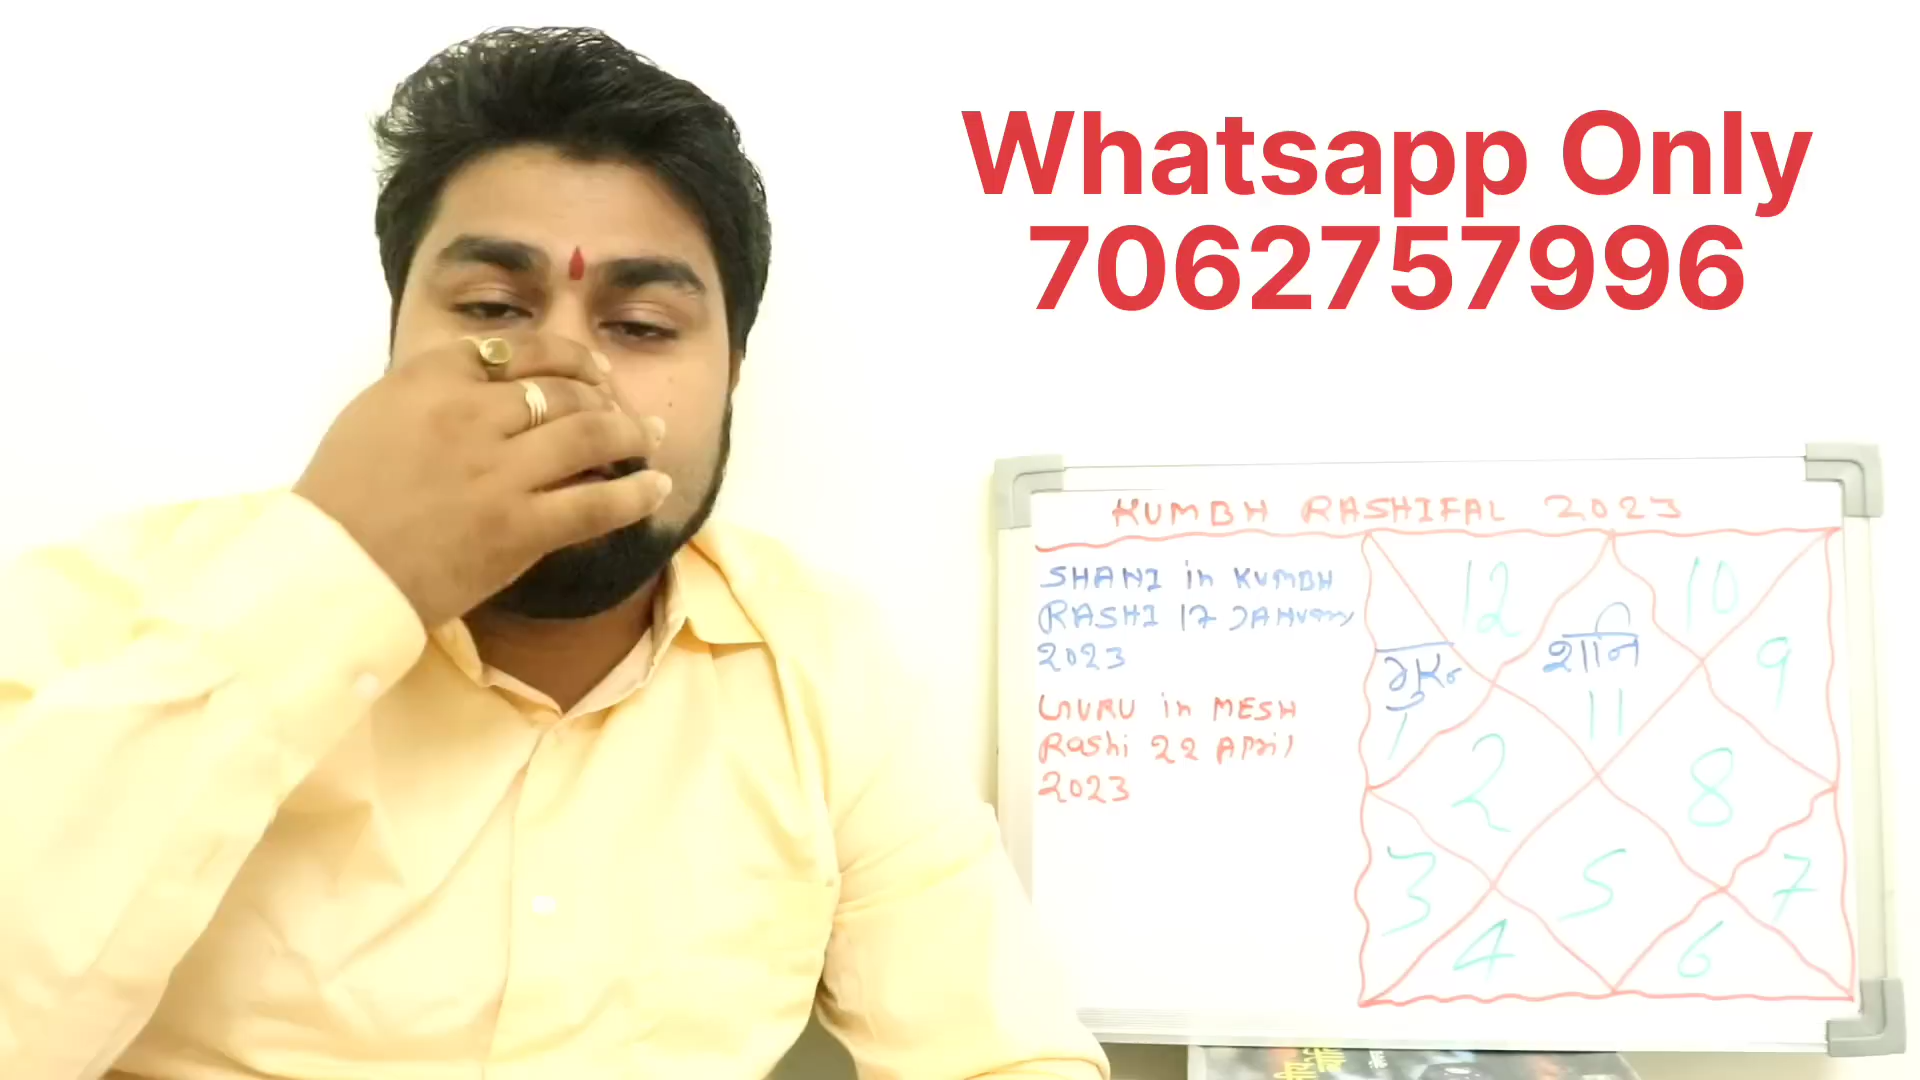 Whatsapp Only
7062757996
KUMBH RASHIFAL 2023
SHANI in KUMBH
RASHI 17 JANUARY
2023
GURU in MESH
Rashi 22 April
2023
12
10
गुरु
शनि
9
1
11
2
8
3
5
7
4
6